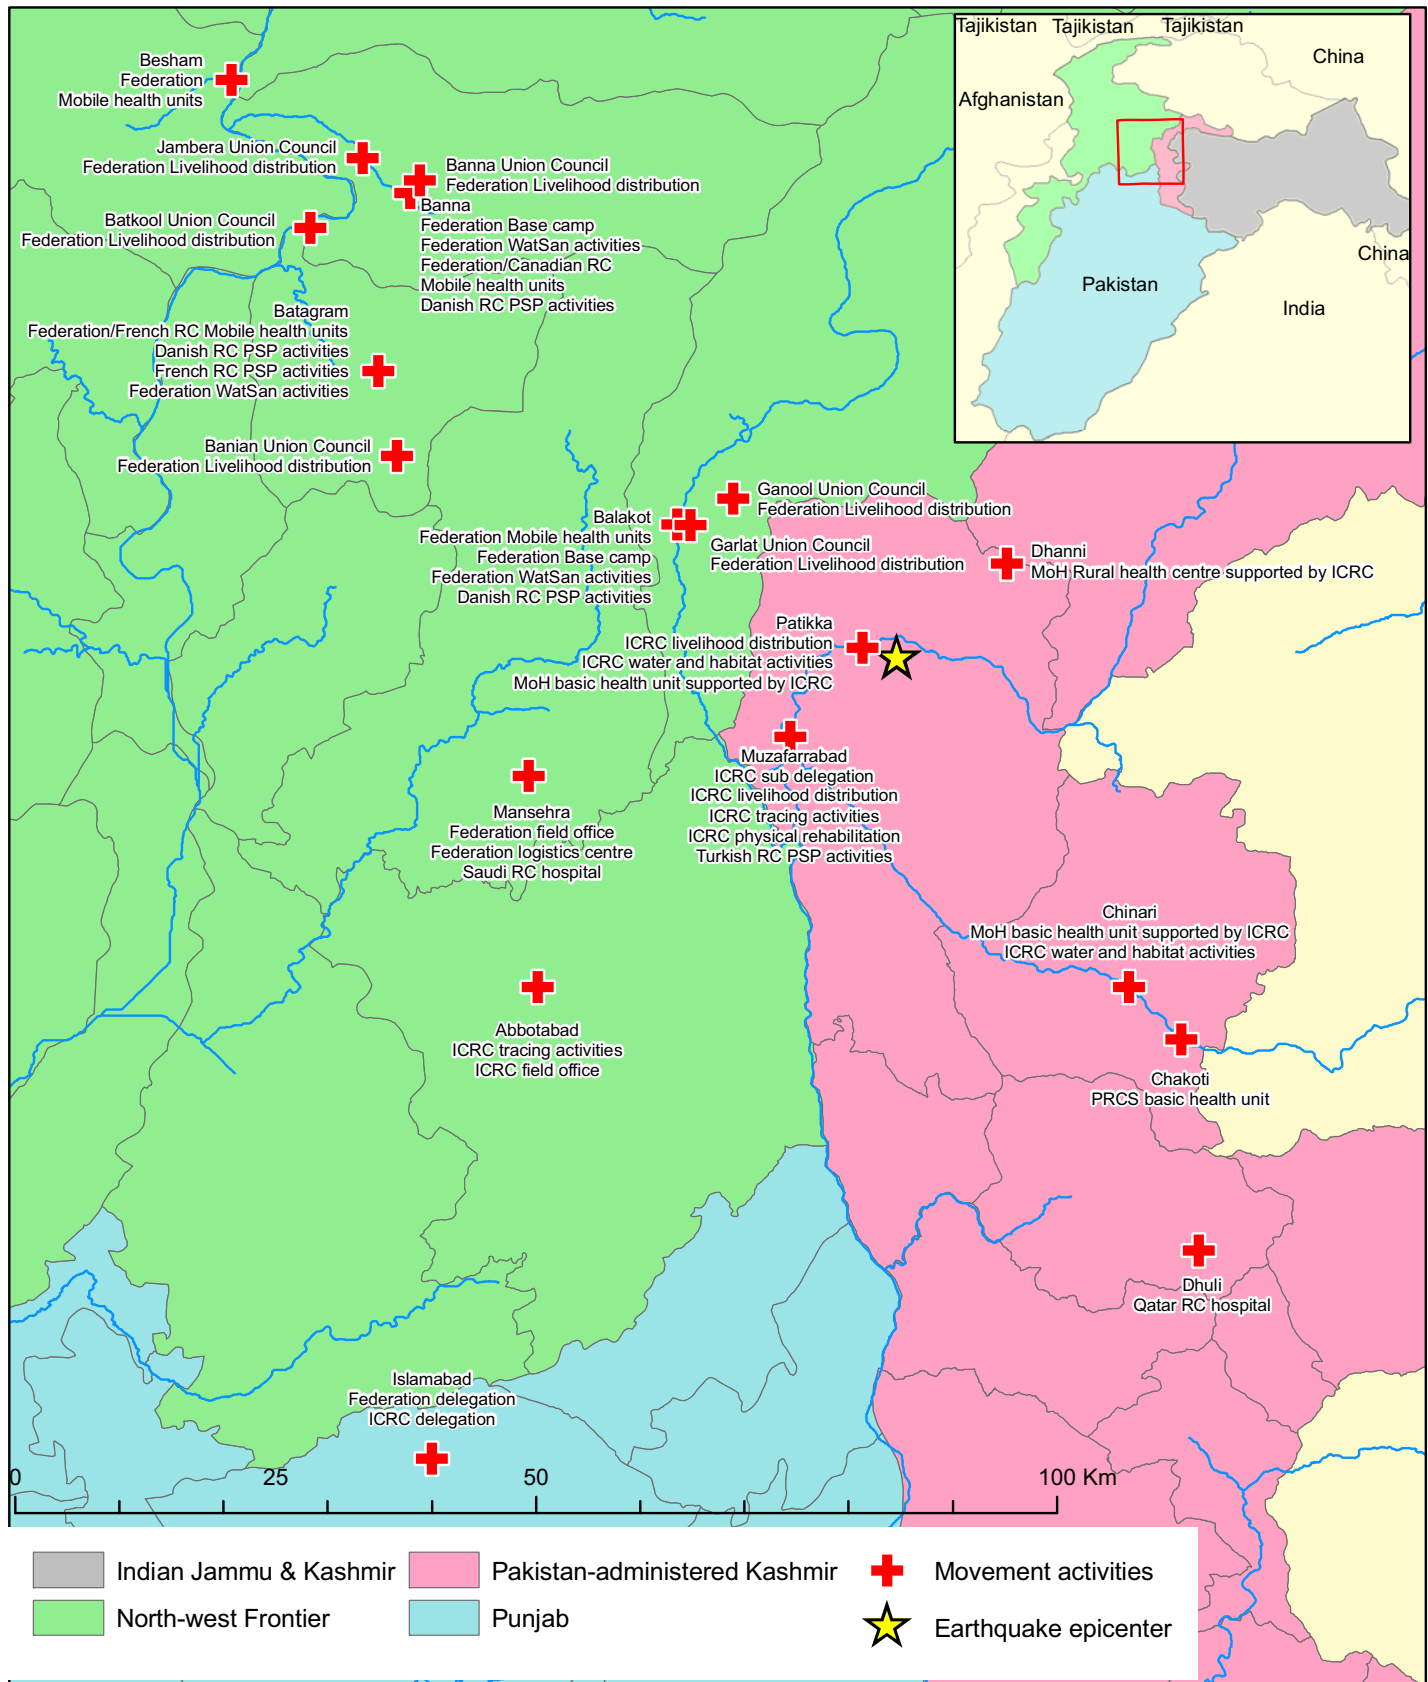 Besham
Federation
Mobile health units
Jambera Union Council
Federation Livelihood distribution
Banna Union Council
Federation Livelihood distribution
Banna
Federation Base camp
Federation WatSan activities
Federation/Canadian RC
Mobile health units
Danish RC PSP activities
Batkool Union Council
Federation Livelihood distribution
Batagram
Federation/French RC Mobile health units
Danish RC PSP activities
French RC PSP activities
Federation WatSan activities
Banian Union Council
Federation Livelihood distribution
Tajikistan
Tajikistan
Tajikistan
China
Afghanistan
China
Pakistan
India
Ganool Union Council
Federation Livelihood distribution
Balakot
Federation Mobile health units
Federation Base camp
Federation WatSan activities
Danish RC PSP activities
Garlat Union Council
Federation Livelihood distribution
Dhanni
MoH Rural health centre supported by ICRC
Patikka
ICRC livelihood distribution
ICRC water and habitat activities
MoH basic health unit supported by ICRC
Muzafarrabad
ICRC sub delegation
ICRC livelihood distribution
ICRC tracing activities
ICRC physical rehabilitation
Turkish RC PSP activities
Mansehra
Federation field office
Federation logistics centre
Saudi RC hospital
Chinari
MoH basic health unit supported by ICRC
ICRC water and habitat activities
Abbotabad
ICRC tracing activities
ICRC field office
Chakoti
PRCS basic health unit
Dhuli
Qatar RC hospital
Islamabad
Federation delegation
ICRC delegation
0 25 50 100 Km
Indian Jammu & Kashmir
Pakistan-administered Kashmir
Movement activities
North-west Frontier
Punjab
Earthquake epicenter